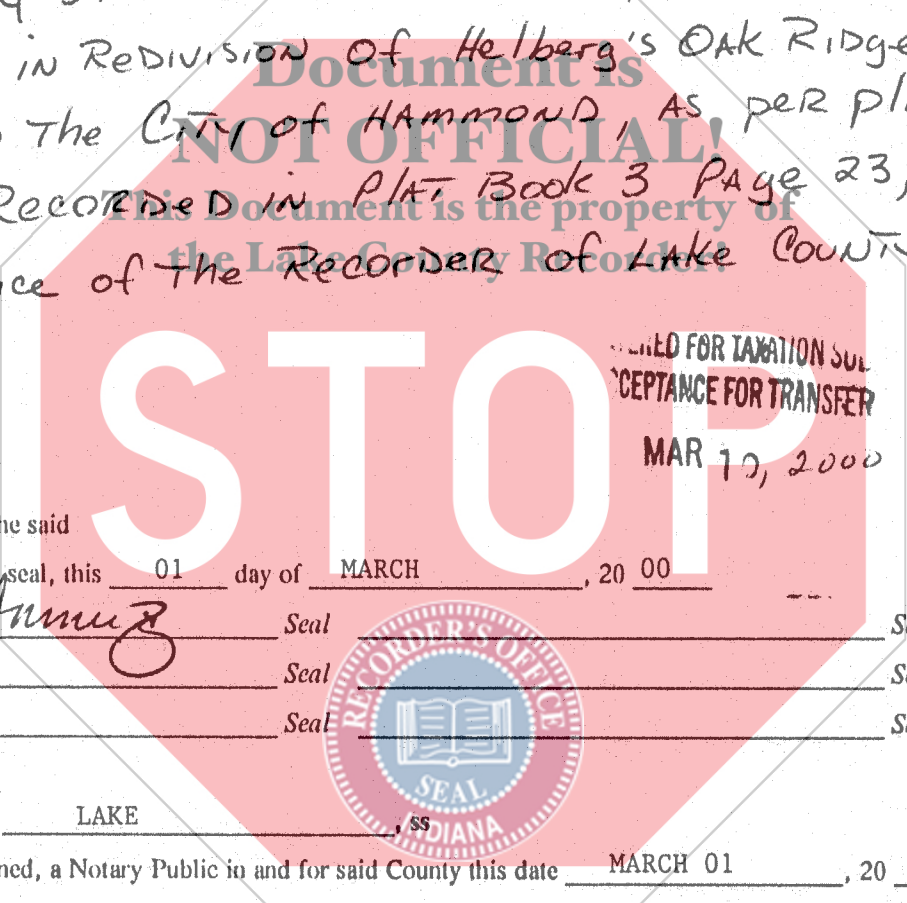 in ReDivision Of Helberg's OAK RiDge
Document is
The City of HAmmonD, AS peR
NOT OFFICIAL!
RecorDeD in PlAT Book 3 PAge 23,
This Document is the property of
of The RecorDeR of LAke County
the Lake County Recorder!
STOP
FOR TAXATION
CEPTANCE FOR TRANSFER
MAR 10, 2000
he said
seal, this 01 day of MARCH , 20 00
Seal
Seal
Seal
RECORDER'S OFFICE
SEAL
INDIANA
LAKE , ss
ned, a Notary Public in and for said County this date MARCH 01 , 20